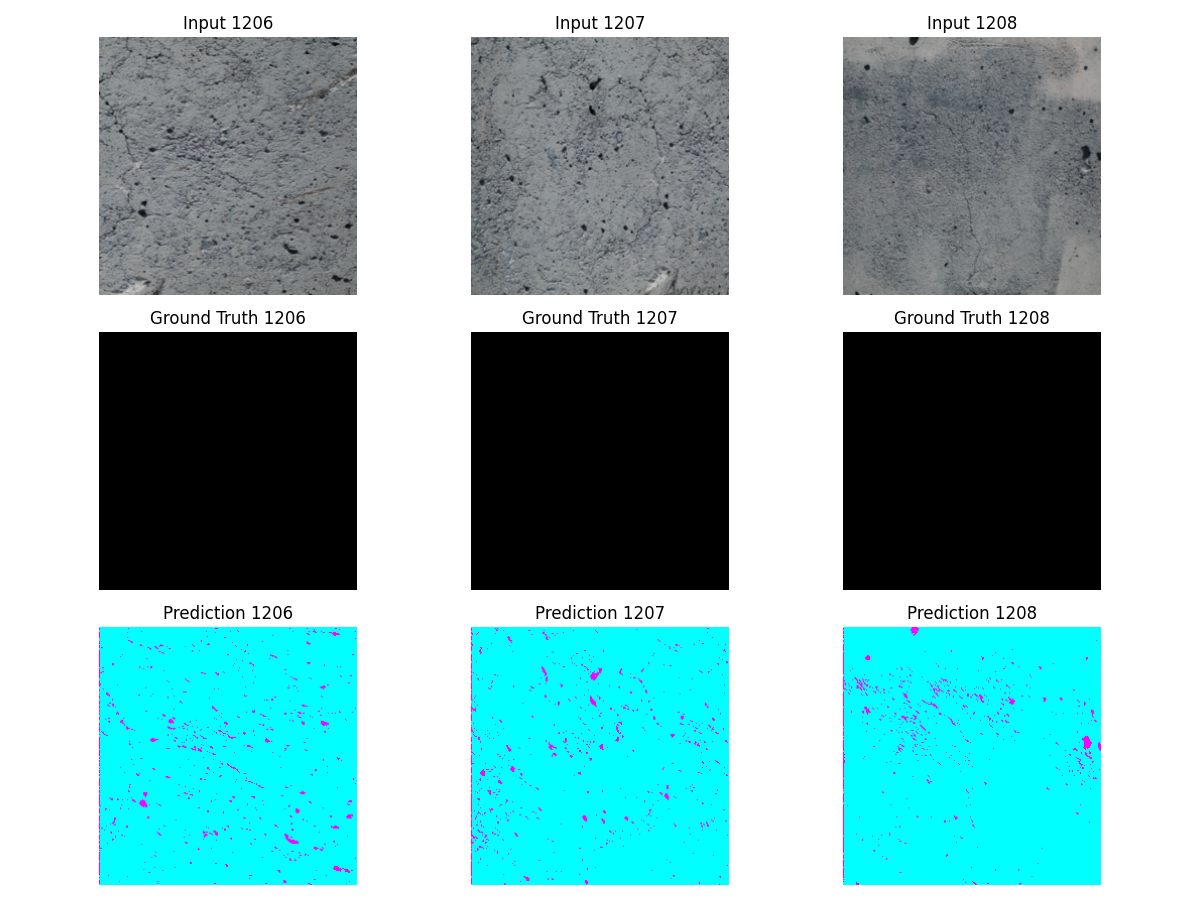 Input 1206
Input 1207
Input 1208
Ground Truth 1206
Ground Truth 1207
Ground Truth 1208
Prediction 1206
Prediction 1207
Prediction 1208